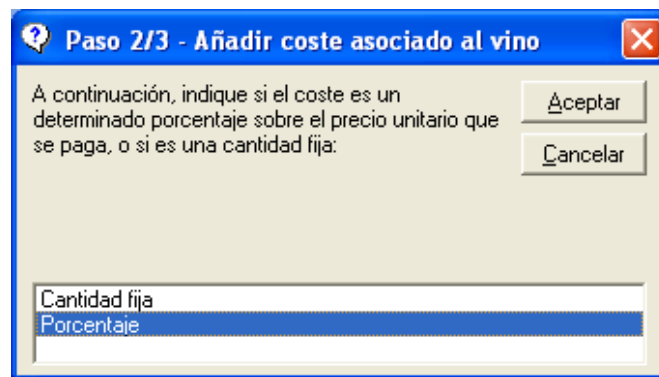 Paso 2/3 - Añadir coste asociado al vino
A continuación, indique si el coste es un
determinado porcentaje sobre el precio unitario que
se paga, o si es una cantidad fija:
Aceptar
Cancelar
Cantidad fija
Porcentaje